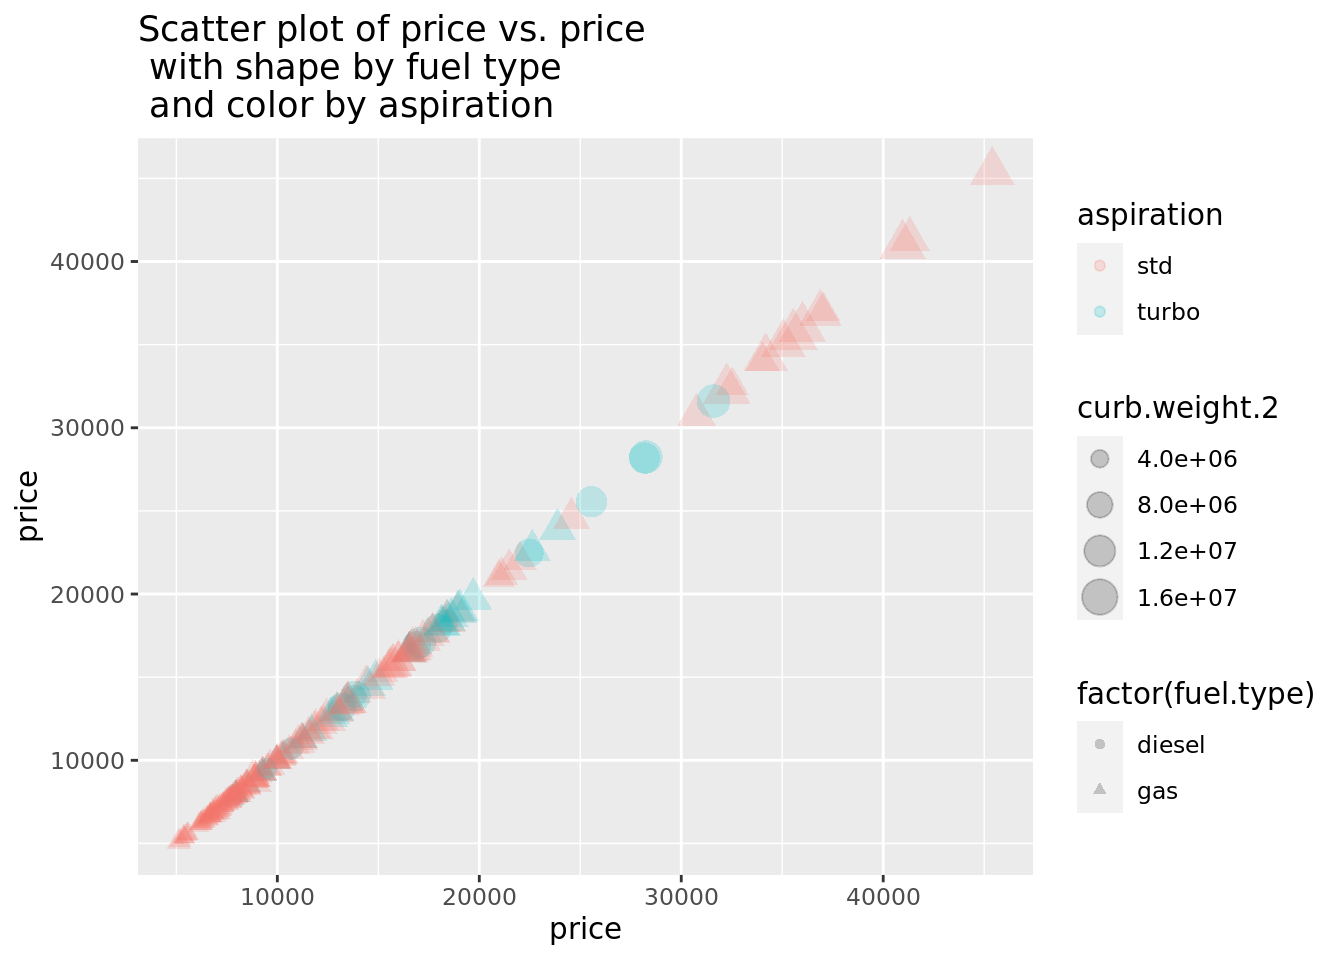 Scatter plot of price vs. price
with shape by fuel type
and color by aspiration
price
40000
30000
20000
10000
10000 20000 30000 40000
price
aspiration
std
turbo
curb.weight.2
4.0e+06
8.0e+06
1.2e+07
1.6e+07
factor(fuel.type)
diesel
gas